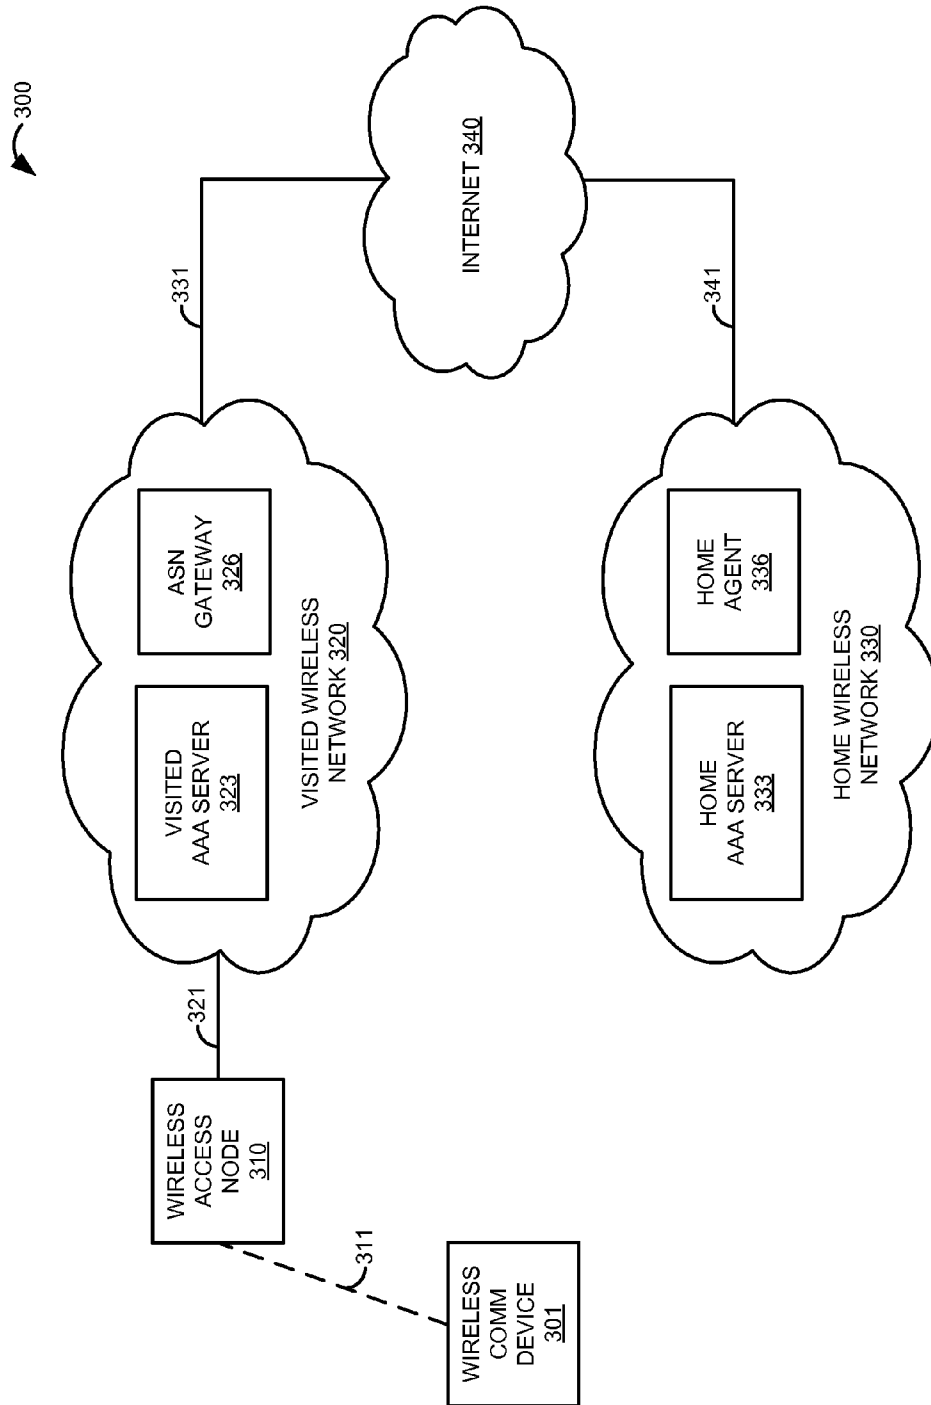 300
WIRELESS
COMM
DEVICE
301
311
WIRELESS
ACCESS
NODE
310
321
VISITED
AAA SERVER
323
ASN
GATEWAY
326
VISITED WIRELESS
NETWORK 320
331
INTERNET 340
341
HOME
AAA SERVER
333
HOME
AGENT
336
HOME WIRELESS
NETWORK 330